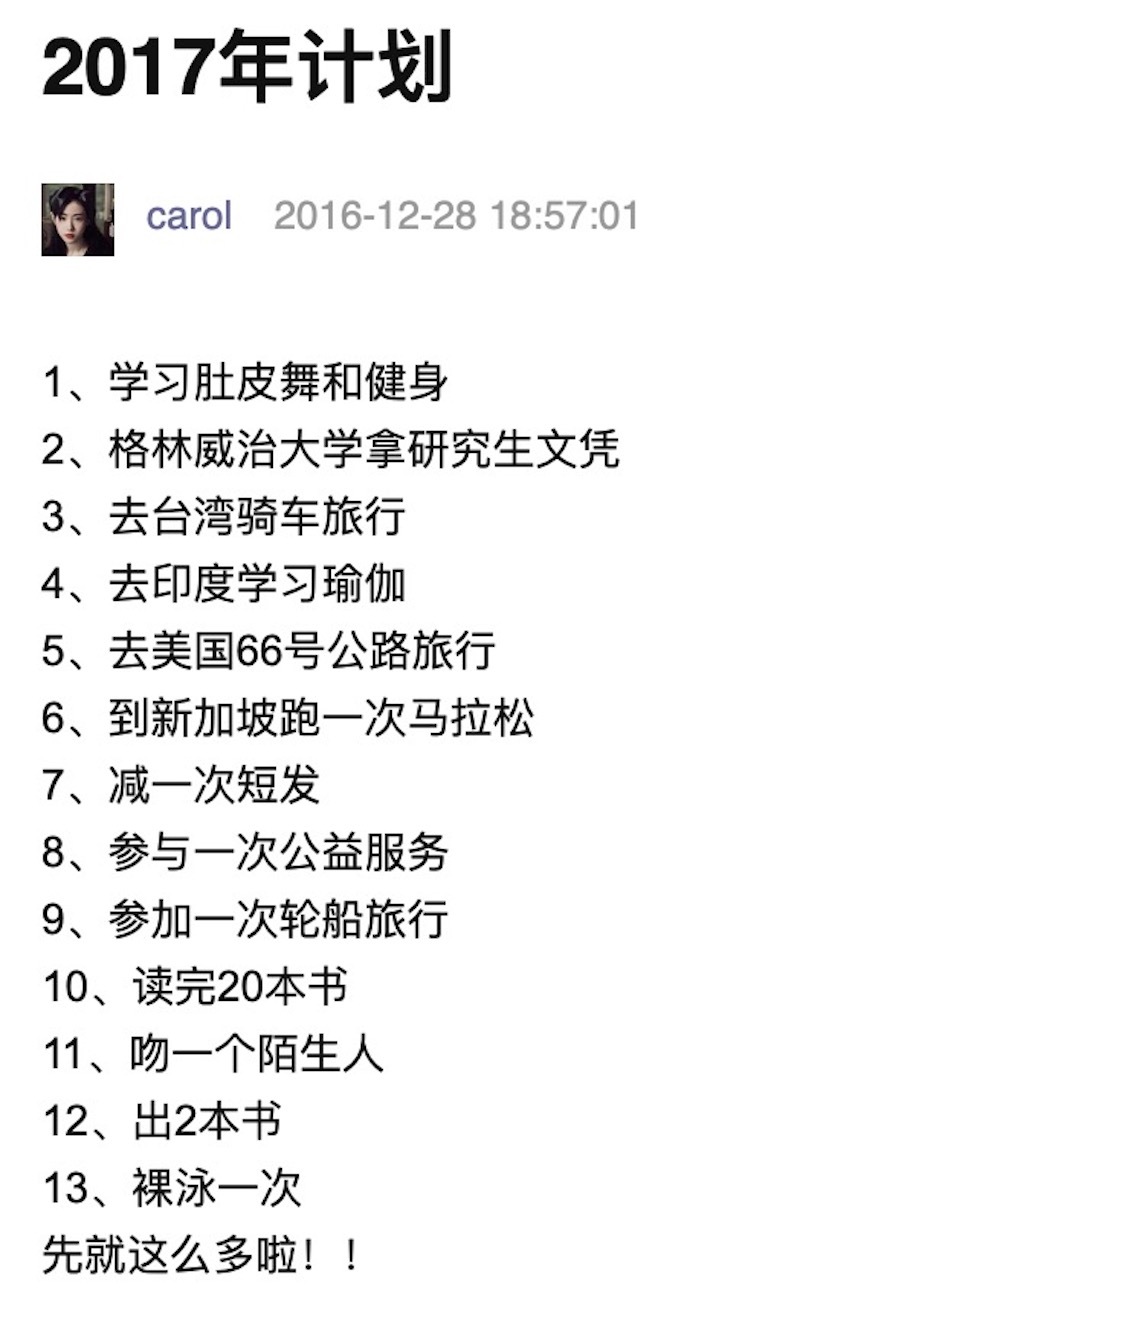 2017年计划
carol 2016-12-28 18:57:01
1、学习肚皮舞和健身
2、格林威治大学拿研究生文凭
3、去台湾骑车旅行
4、去印度学习瑜伽
5、去美国66号公路旅行
6、到新加坡跑一次马拉松
7、减一次短发
8、参与一次公益服务
9、参加一次轮船旅行
10、读完20本书
11、吻一个陌生人
12、出2本书
13、裸泳一次
先就这么多啦！！